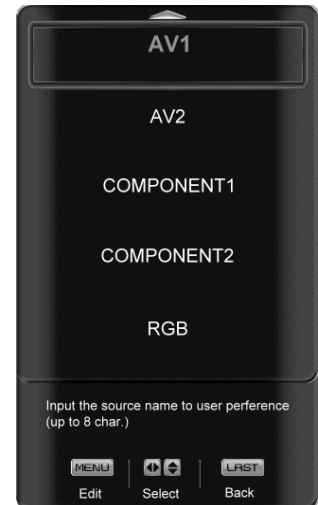 AV1
AV2
COMPONENT1
COMPONENT2
RGB
Input the source name to user perference
(up to 8 char.)
MENU LAST
Edit Select Back